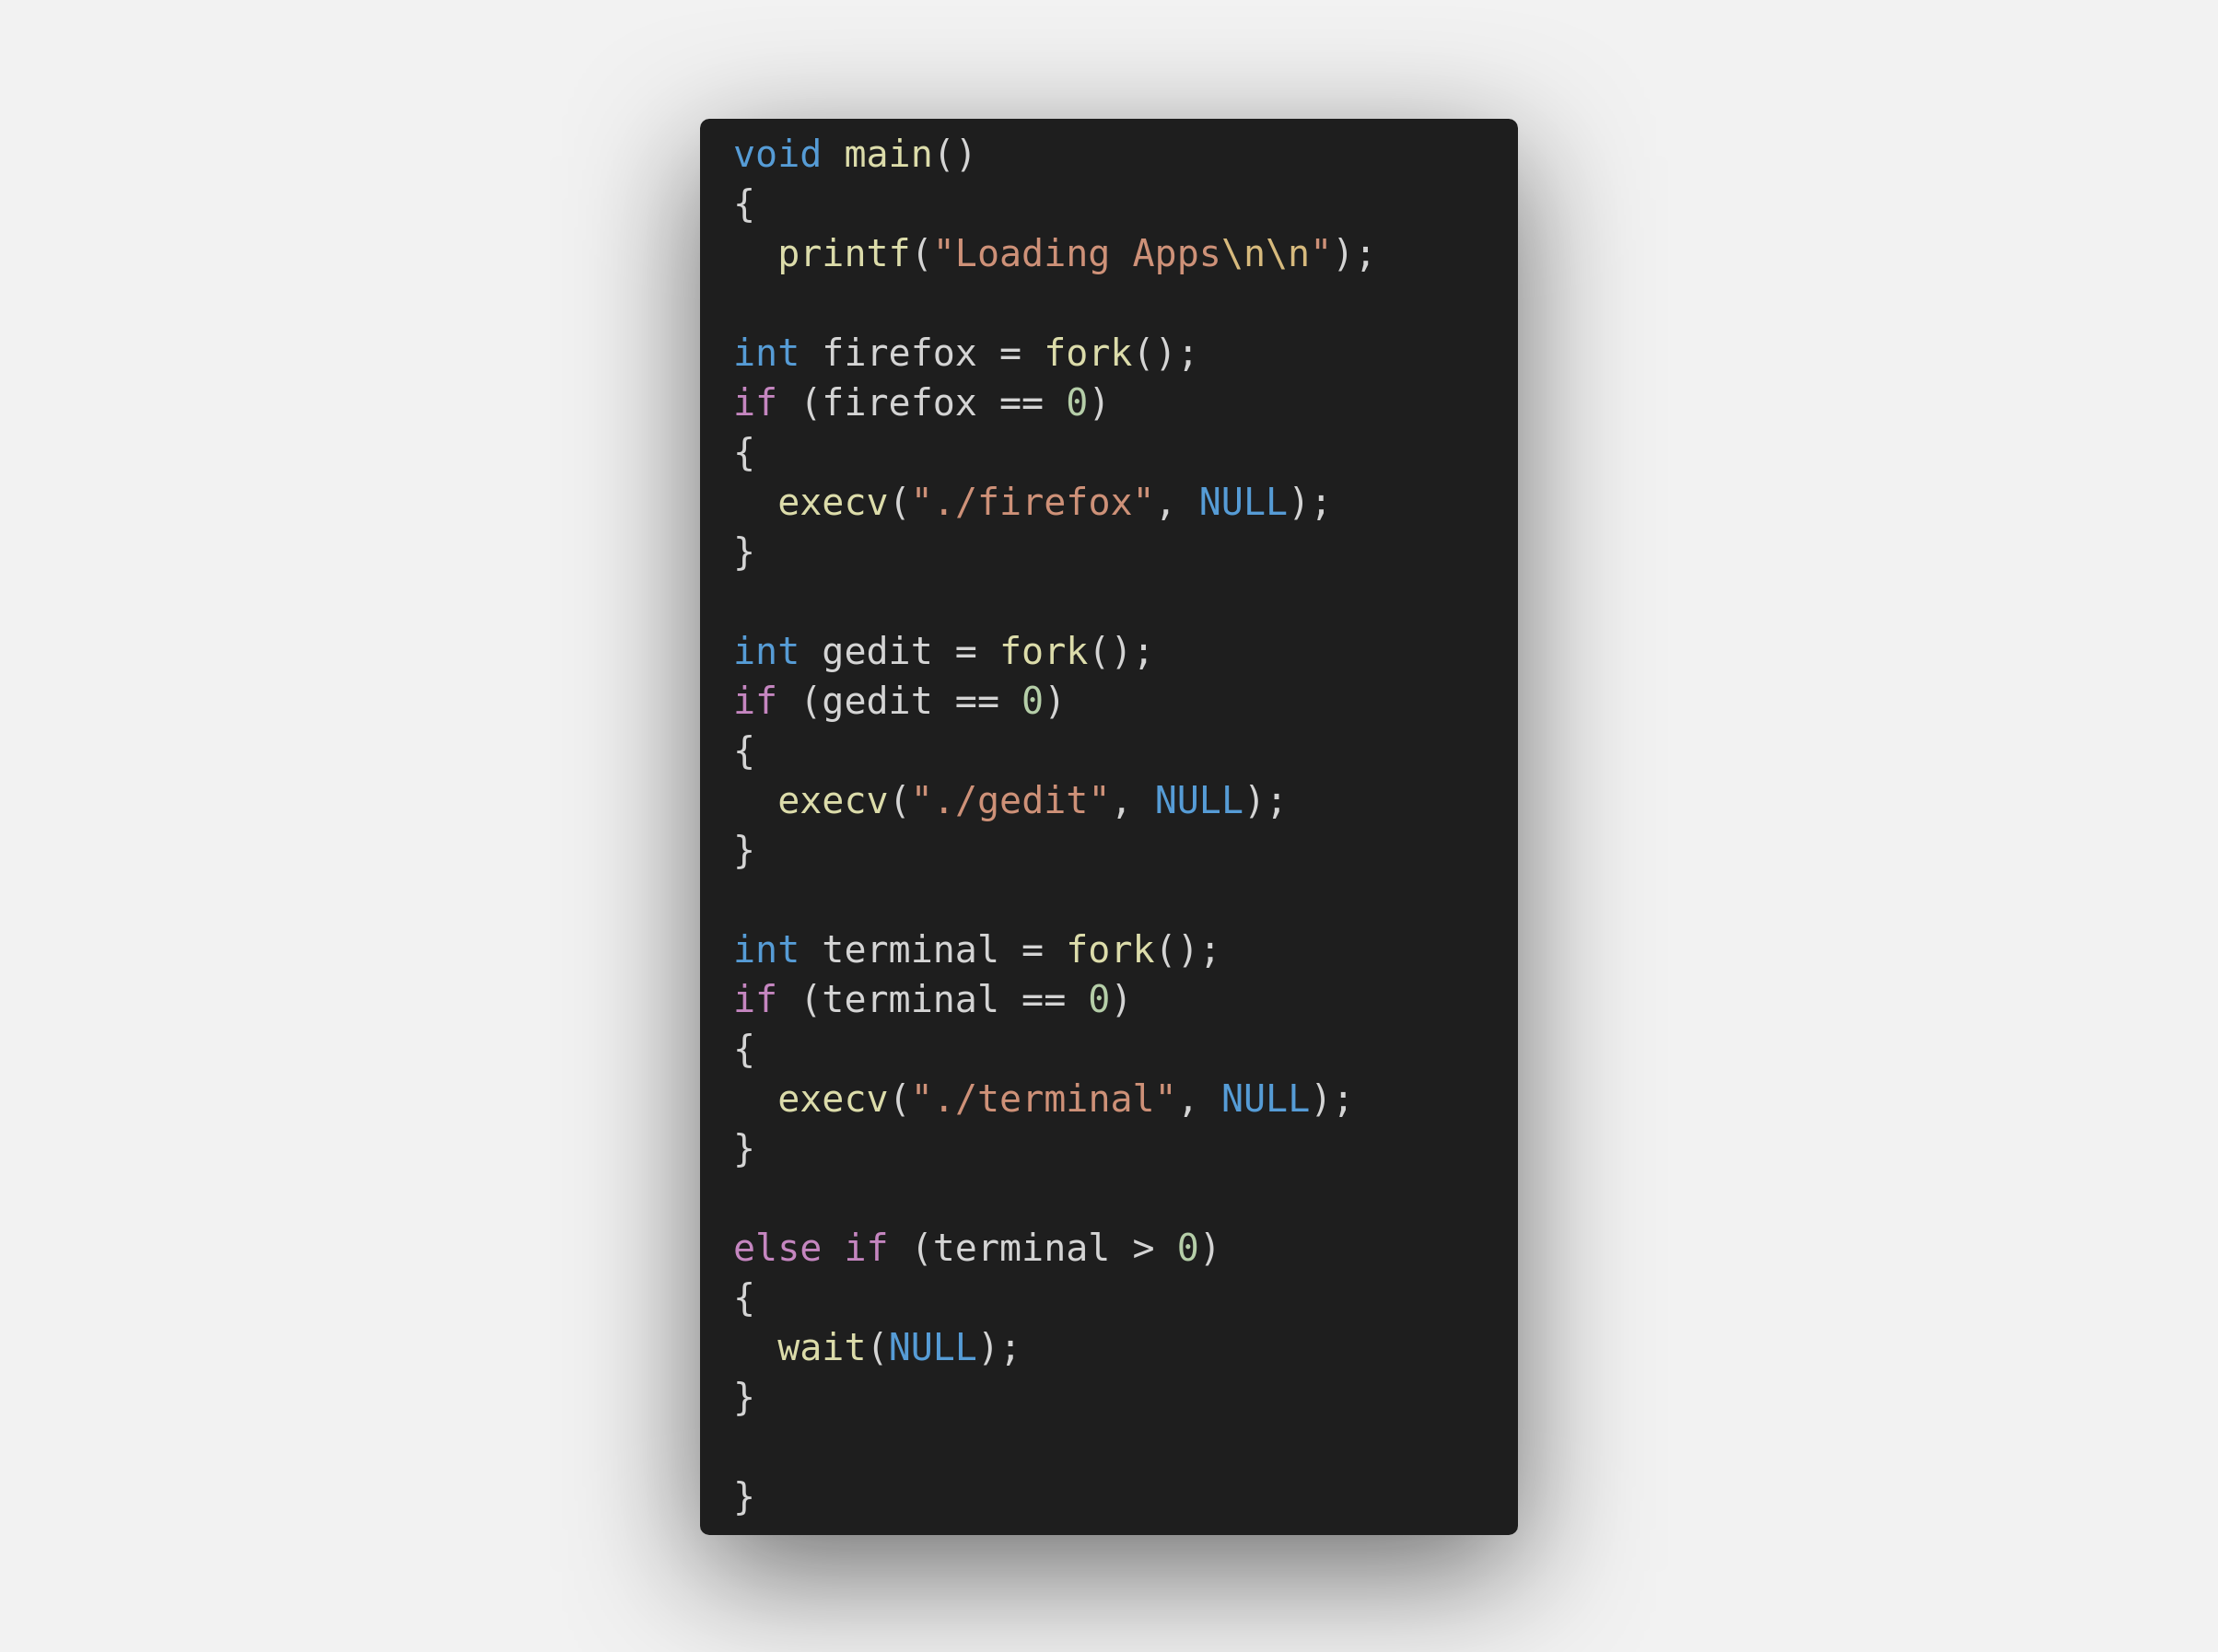 void main()
{
  printf("Loading Apps\n\n");

int firefox = fork();
if (firefox == 0)
{
  execv("./firefox", NULL);
}

int gedit = fork();
if (gedit == 0)
{
  execv("./gedit", NULL);
}

int terminal = fork();
if (terminal == 0)
{
  execv("./terminal", NULL);
}

else if (terminal > 0)
{
  wait(NULL);
}

}